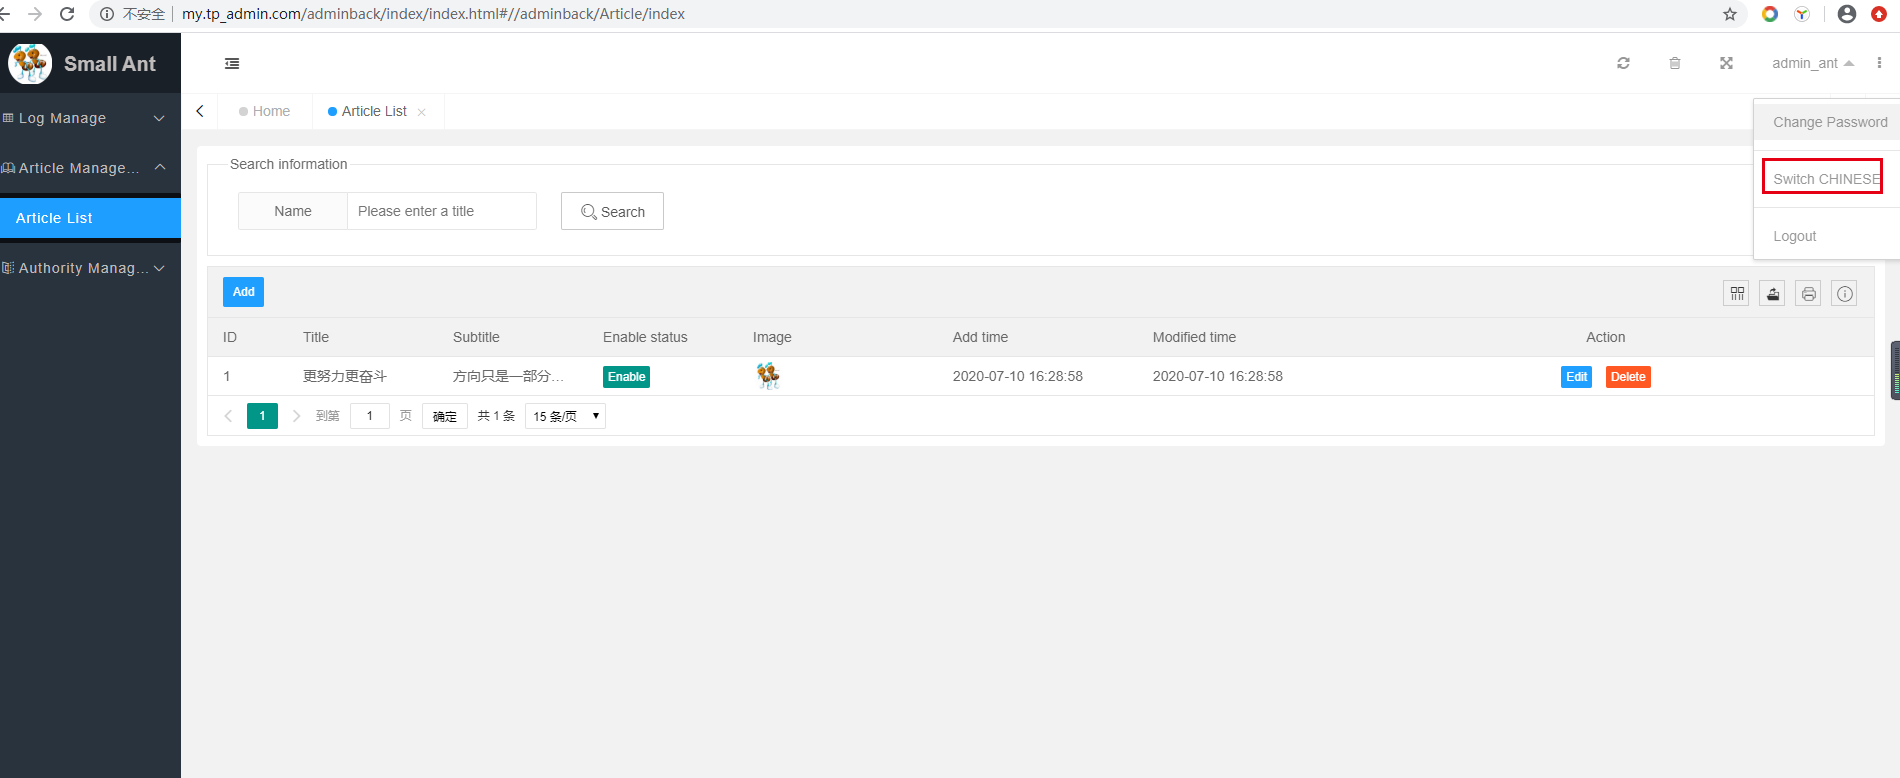 不安全 my.tp_admin.com/adminback/index/index.html#//adminback/Article/index
Small Ant
admin_ant
Log Manage
Article Manage...
Article List
Authority Manag...
Home
Article List
Change Password
Switch CHINESE
Logout
Search information
Name
Please enter a title
Search
Add
ID Title Subtitle Enable status Image Add time Modified time Action
1 更努力更奋斗 方向只是一部分... Enable 2020-07-10 16:28:58 2020-07-10 16:28:58 Edit Delete
1 到第 1 页 确定 共 1 条 15 条/页